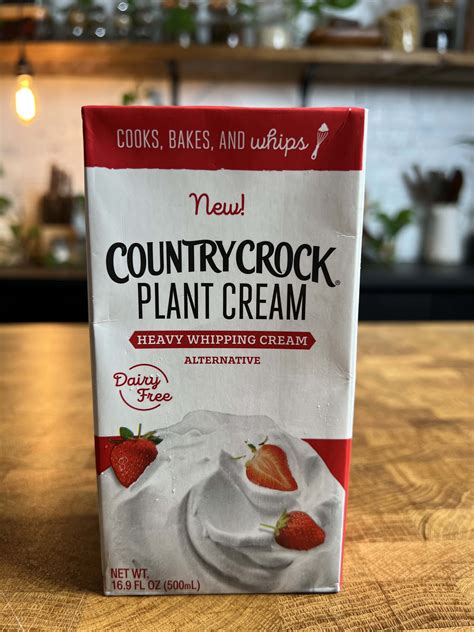 COOKS, BAKES, AND whips
New!
COUNTRY CROCK®
PLANT CREAM
HEAVY WHIPPING CREAM
ALTERNATIVE
Dairy
Free
NET WT.
16.9 FL OZ (500mL)